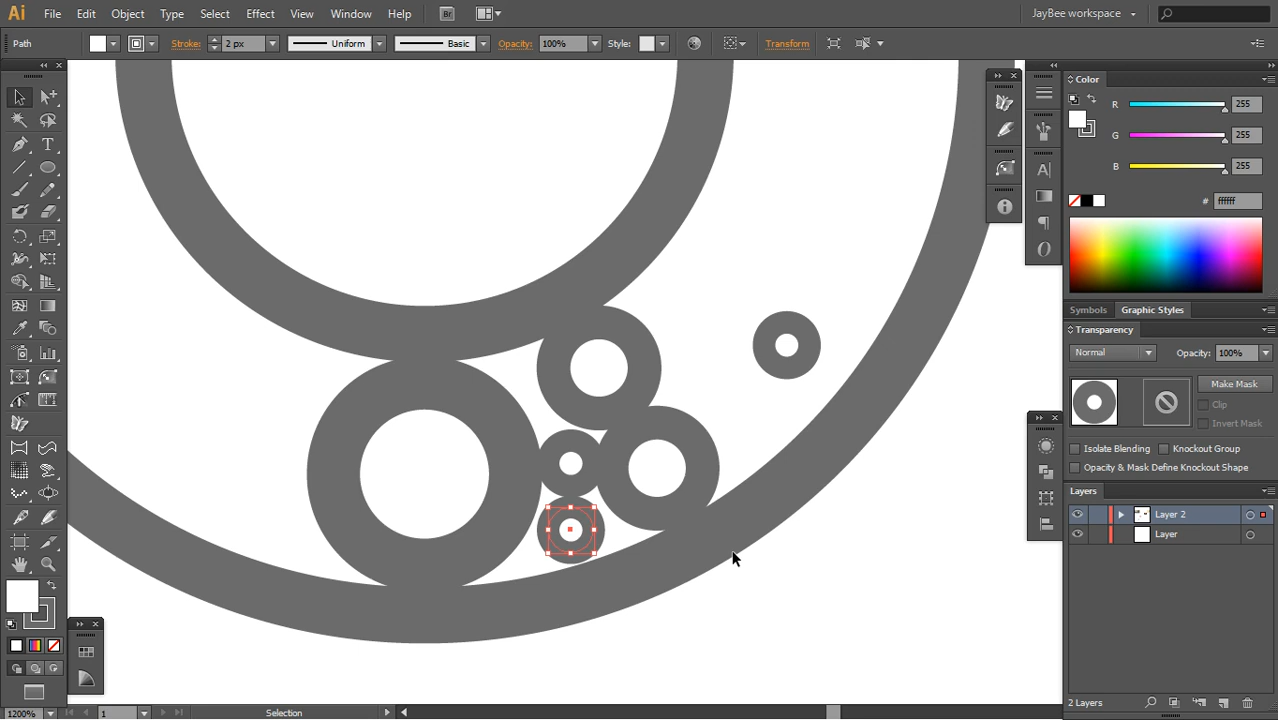 Ai File Edit Object Type Select Effect View Window Help Br JayBee workspace
Path Stroke: 2 px Uniform Basic Opacity: 100% Style: Transform
Color
R 255
G 255
B 255
# ffffff
Symbols Graphic Styles
Transparency
Normal Opacity: 100%
Make Mask
Clip
Invert Mask
Isolate Blending Knockout Group
Opacity & Mask Define Knockout Shape
Layers
Layer 2
Layer
2 Layers
1200% 1 Selection